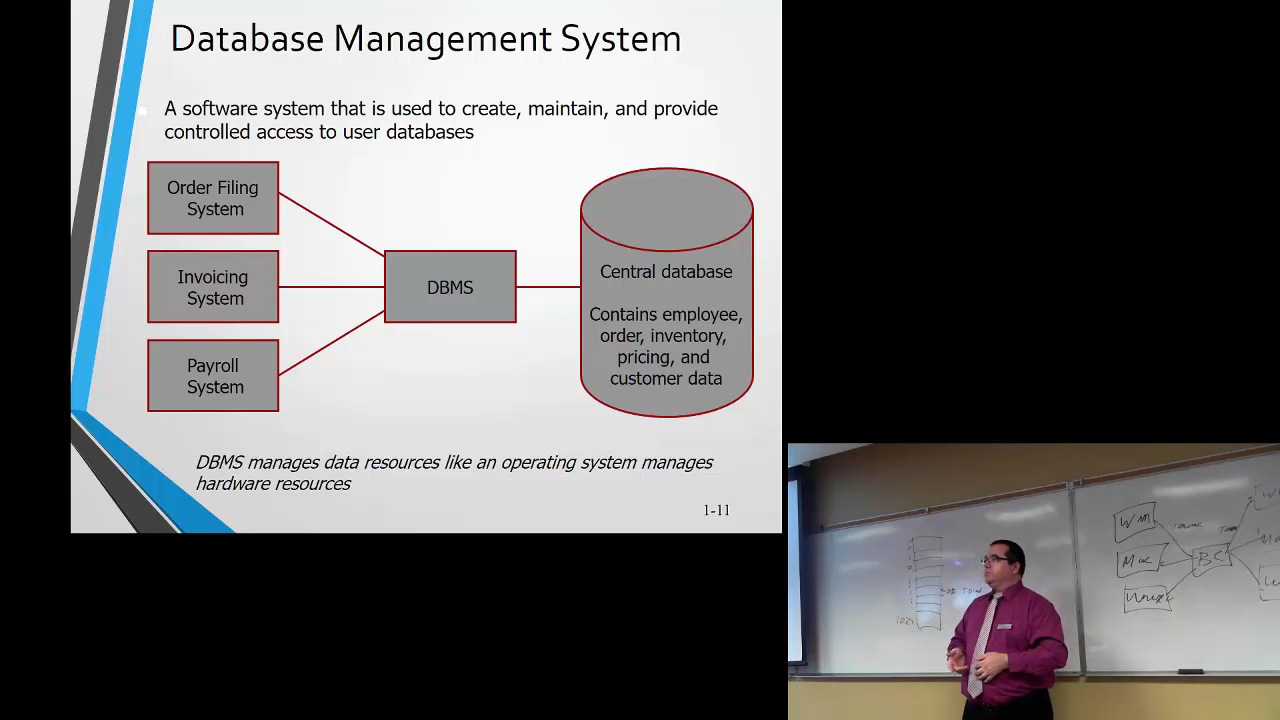 Database Management System
A software system that is used to create, maintain, and provide
controlled access to user databases
Order Filing
System
Invoicing
System
Payroll
System
DBMS
Central database
Contains employee,
order, inventory,
pricing, and
customer data
DBMS manages data resources like an operating system manages
hardware resources
1-11
BC